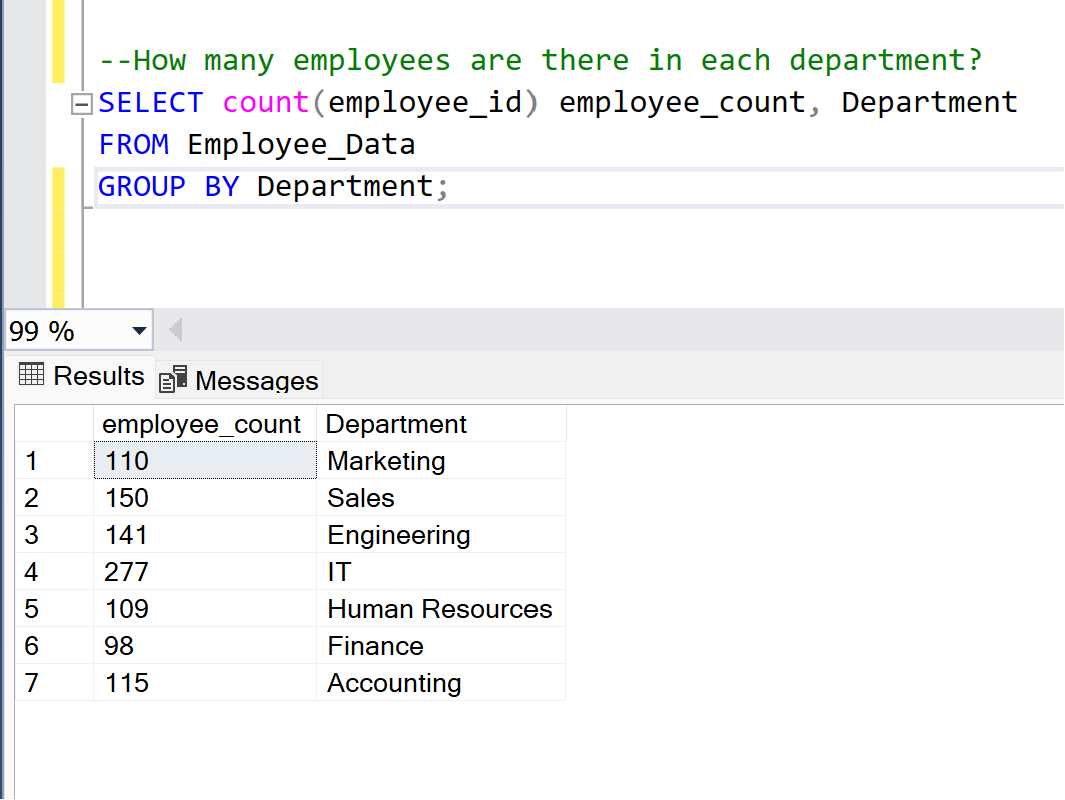 --How many employees are there in each department?
SELECT count(employee_id) employee_count, Department
FROM Employee_Data
GROUP BY Department;
99 %
Results Messages
employee_count Department
1 110 Marketing
2 150 Sales
3 141 Engineering
4 277 IT
5 109 Human Resources
6 98 Finance
7 115 Accounting